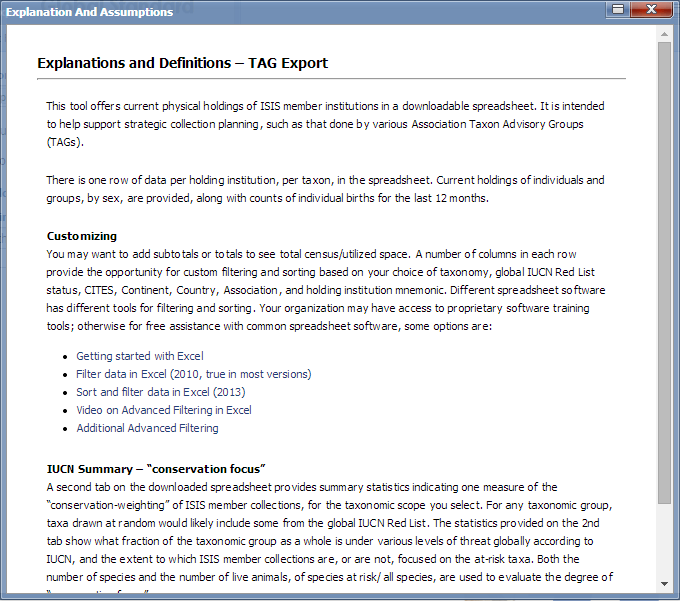 Explanation And Assumptions
Explanations and Definitions – TAG Export
This tool offers current physical holdings of ISIS member institutions in a downloadable spreadsheet. It is intended
to help support strategic collection planning, such as that done by various Association Taxon Advisory Groups
(TAGs).
There is one row of data per holding institution, per taxon, in the spreadsheet. Current holdings of individuals and
groups, by sex, are provided, along with counts of individual births for the last 12 months.
Customizing
You may want to add subtotals or totals to see total census/utilized space. A number of columns in each row
provide the opportunity for custom filtering and sorting based on your choice of taxonomy, global IUCN Red List
status, CITES, Continent, Country, Association, and holding institution mnemonic. Different spreadsheet software
has different tools for filtering and sorting. Your organization may have access to proprietary software training
tools; otherwise for free assistance with common spreadsheet software, some options are:
• Getting started with Excel
• Filter data in Excel (2010, true in most versions)
• Sort and filter data in Excel (2013)
• Video on Advanced Filtering in Excel
• Additional Advanced Filtering
IUCN Summary – “conservation focus”
A second tab on the downloaded spreadsheet provides summary statistics indicating one measure of the
“conservation-weighting” of ISIS member collections, for the taxonomic scope you select. For any taxonomic group,
taxa drawn at random would likely include some from the global IUCN Red List. The statistics provided on the 2nd
tab show what fraction of the taxonomic group as a whole is under various levels of threat globally according to
IUCN, and the extent to which ISIS member collections are, or are not, focused on the at-risk taxa. Both the
number of species and the number of live animals, of species at risk/ all species, are used to evaluate the degree of